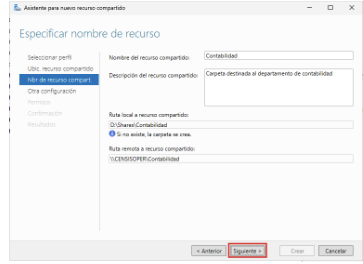 Asistente para nuevo recurso compartido
Especificar nombre de recurso
Seleccionar perfil
Ubic. recurso compartido
Nbr de recurso compart
Otra configuración
Permisos
Confirmación
Resultados
Nombre del recurso compartido:
Contabilidad
Descripción del recurso compartido:
Carpeta destinada al departamento de contabilidad
Ruta local a recurso compartido:
D:\Shares\Contabilidad
Si no existe, la carpeta se crea.
Ruta remota a recurso compartido:
\\CENSISOPER\Contabilidad
< Anterior
Siguiente >
Crear
Cancelar